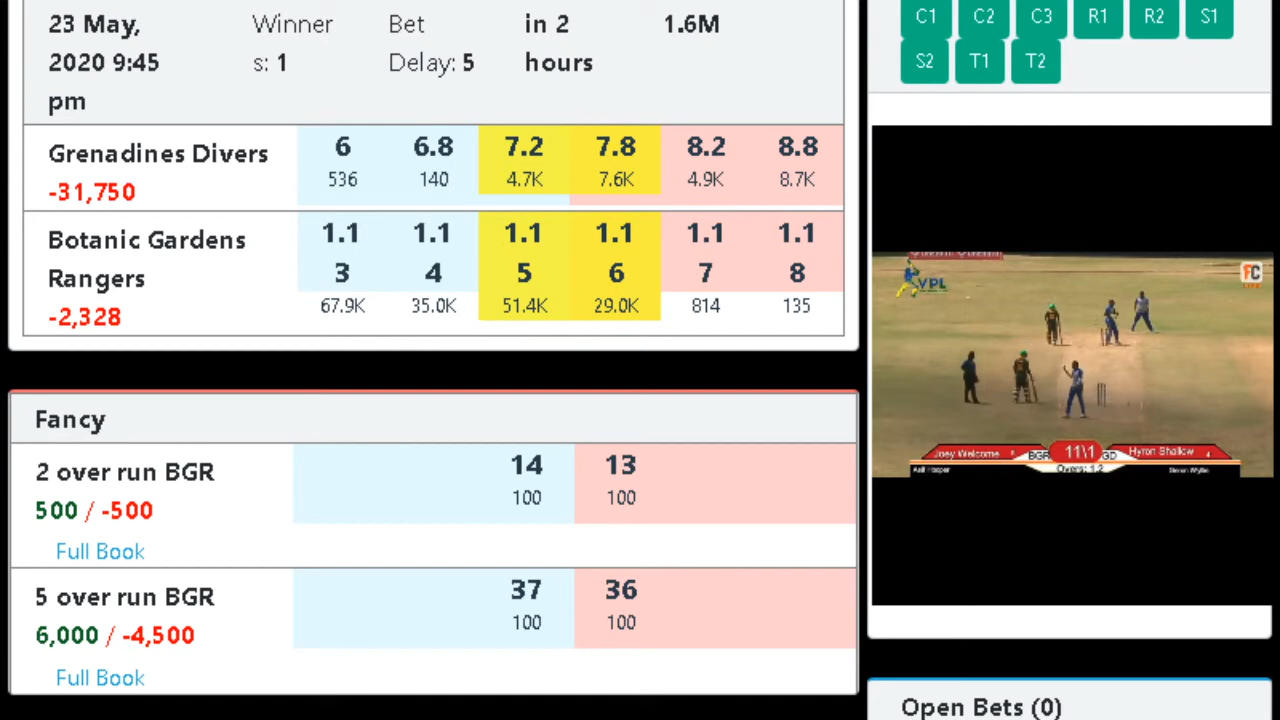 23 May,
2020 9:45
pm
Winner
s: 1
Bet
Delay: 5
in 2
hours
1.6M
Grenadines Divers
-31,750
6 6.8 7.2 7.8 8.2 8.8
536 140 4.7K 7.6K 4.9K 8.7K
Botanic Gardens
Rangers
-2,328
1.1 1.1 1.1 1.1 1.1 1.1
3 4 5 6 7 8
67.9K 35.0K 51.4K 29.0K 814 135
Fancy
2 over run BGR
500 / -500
Full Book
14 13
100 100
5 over run BGR
6,000 / -4,500
Full Book
37 36
100 100
C1 C2 C3 R1 R2 S1
S2 T1 T2
VPL
FC
Joey Welcome
BGR 11\1 GD
Hyron Shallow 4
Asif Hooper
Overs: 1.2
Open Bets (0)